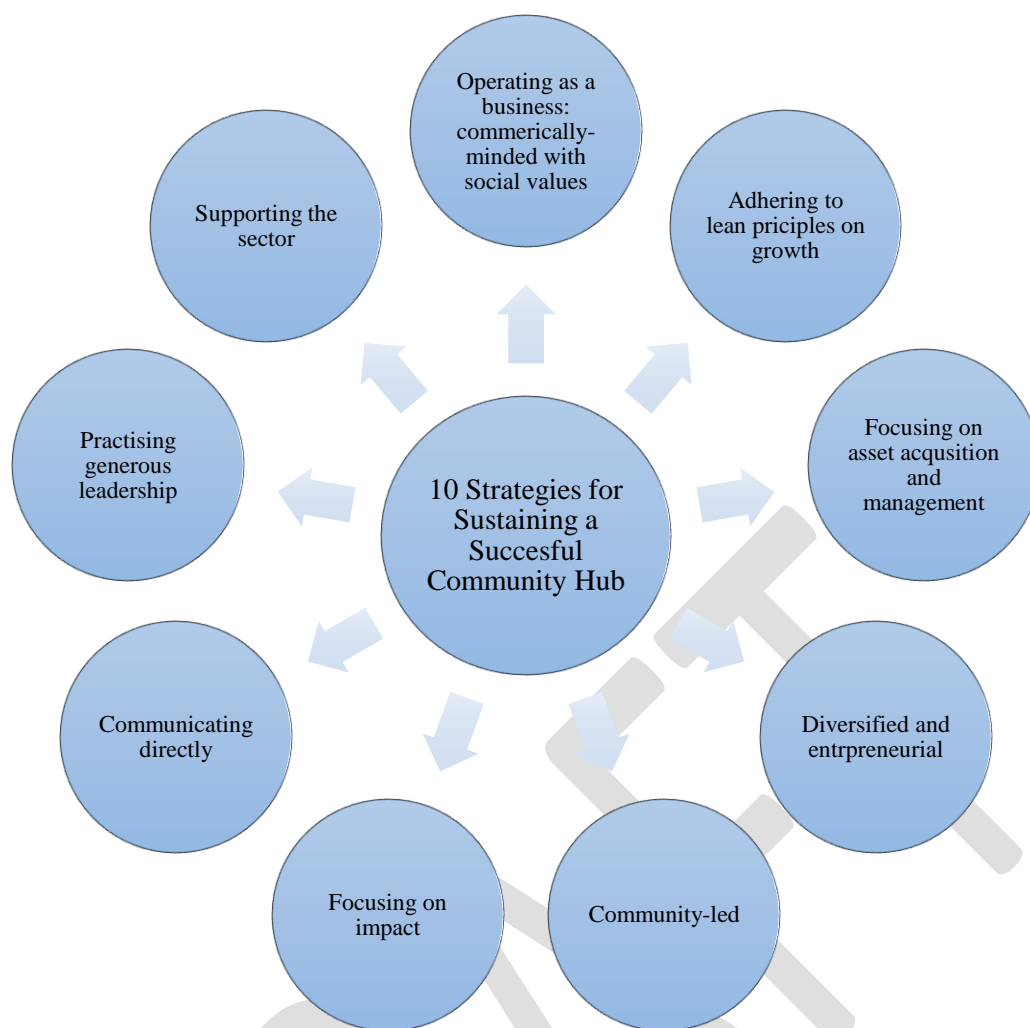 Operating as a
business:
commerically-
minded with
social values
Adhering to
lean priciples on
growth
Focusing on
asset acqusition
and
management
Diversified and
entrpreneurial
Community-led
Focusing on
impact
Communicating
directly
Practising
generous
leadership
Supporting the
sector
10 Strategies for
Sustaining a
Succesful
Community Hub